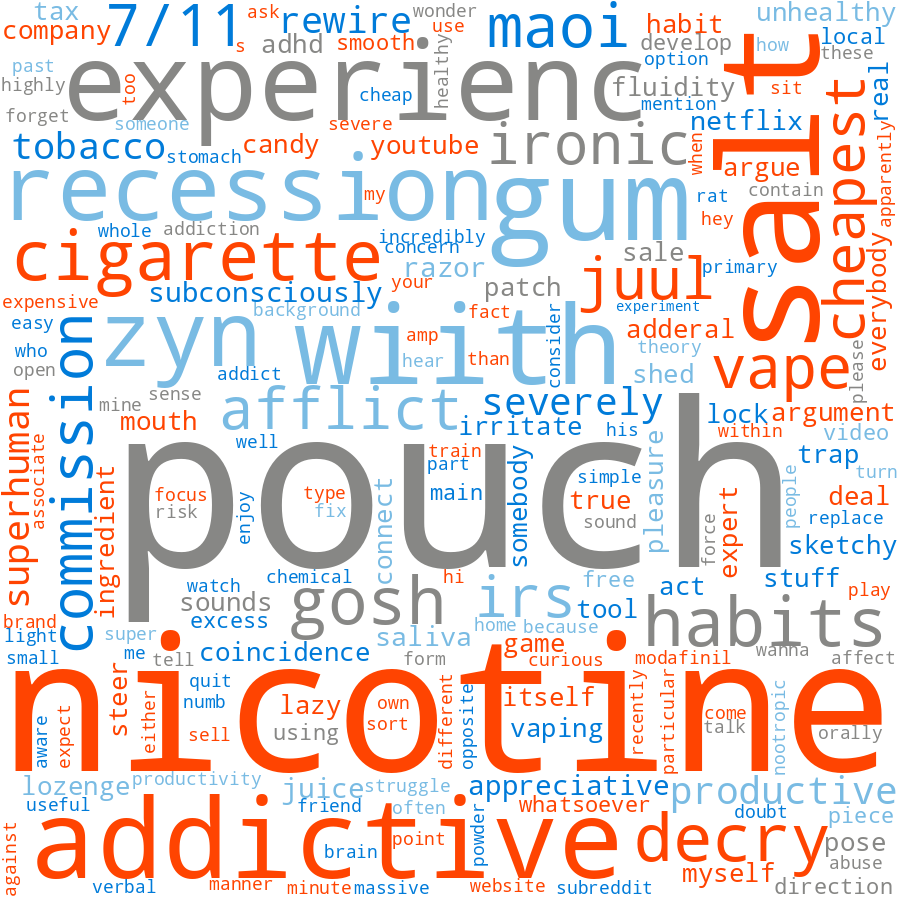 tax
7/11
ask
rewire
wonder
maoi
habit
unhealthy
company
s
adhd
smooth
use
develop
how
local
these
past
too
experienc
healthy
option
salt
sit
real
highly
cheap
fluidity
mention
forget
someone
severe
netflix
tobacco
stomach
candy
youtube
ironic
when
argue
cheapest
apparently
recession
my
gum
rat
contain
hey
whole
addiction
incredibly
concern
sale
everybody
cigarette
your
razor
juul
primary
expensive
subconsciously
patch
background
fact
experiment
easy
zyn
wiith
amp
than
consider
adderal
theory
who
hear
vape
open
addict
shed
please
commission
mine
sense
afflict
severely
lock
argument
superhuman
mouth
well
irritate
his
within
video
associate
train
pleasure
trap
turn
pouch
part
somebody
simple
people
ingredient
focus
type
connect
main
true
expert
deal
risk
enjoy
fix
sound
force
replace
sketchy
watch
chemical
hi
free
act
stuff
play
brand
sounds
gosh
irs
tool
habits
light
super
excess
saliva
home
because
wanna
small
me
tell
coincidence
form
game
curious
modafinil
affect
nicotine
steer
quit
numb
lazy
own
itself
come
aware
expect
either
sell
using
sort
different
opposite
vaping
recently
particular
talk
nootropic
orally
lozenge
productivity
juice
struggle
appreciative
productive
useful
friend
often
whatsoever
doubt
piece
addictive
point
powder
decry
pose
against
brain
myself
abuse
verbal
manner
minute
massive
website
subreddit
direction